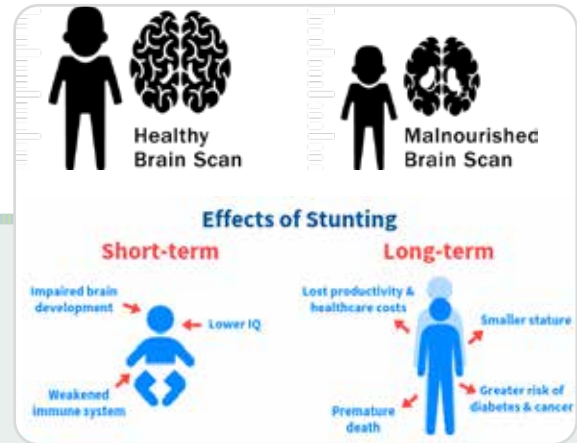 Healthy
Brain Scan
Malnourished
Brain Scan
Effects of Stunting
Short-term
Long-term
Impaired brain
development
Lower IQ
Weakened
immune system
Lost productivity &
healthcare costs
Smaller stature
Greater risk of
diabetes & cancer
Premature
death